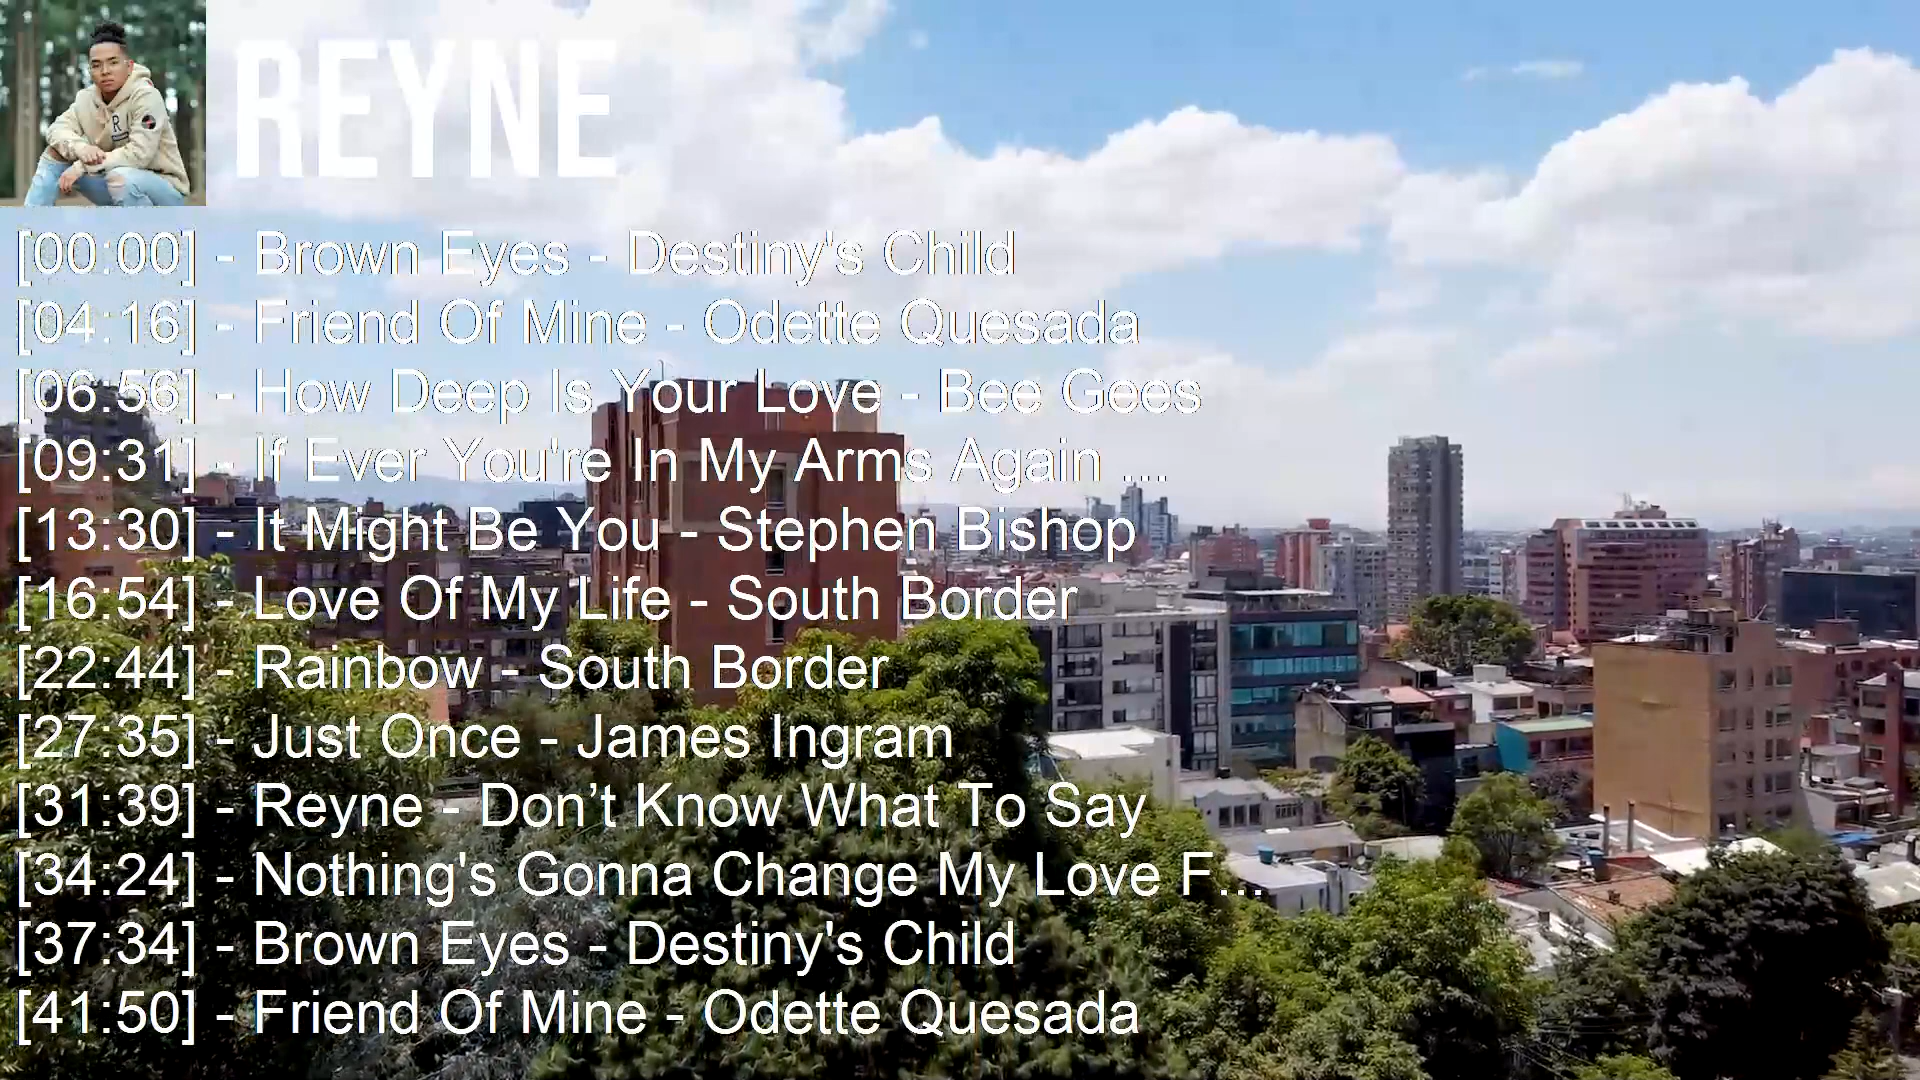 REYNE
[00:00] - Brown Eyes - Destiny's Child
[04:16] - Friend Of Mine - Odette Quesada
[06:56] - How Deep Is Your Love - Bee Gees
[09:31] - If Ever You're In My Arms Again ...
[13:30] - It Might Be You - Stephen Bishop
[16:54] - Love Of My Life - South Border
[22:44] - Rainbow - South Border
[27:35] - Just Once - James Ingram
[31:39] - Reyne - Don’t Know What To Say
[34:24] - Nothing's Gonna Change My Love F...
[37:34] - Brown Eyes - Destiny's Child
[41:50] - Friend Of Mine - Odette Quesada